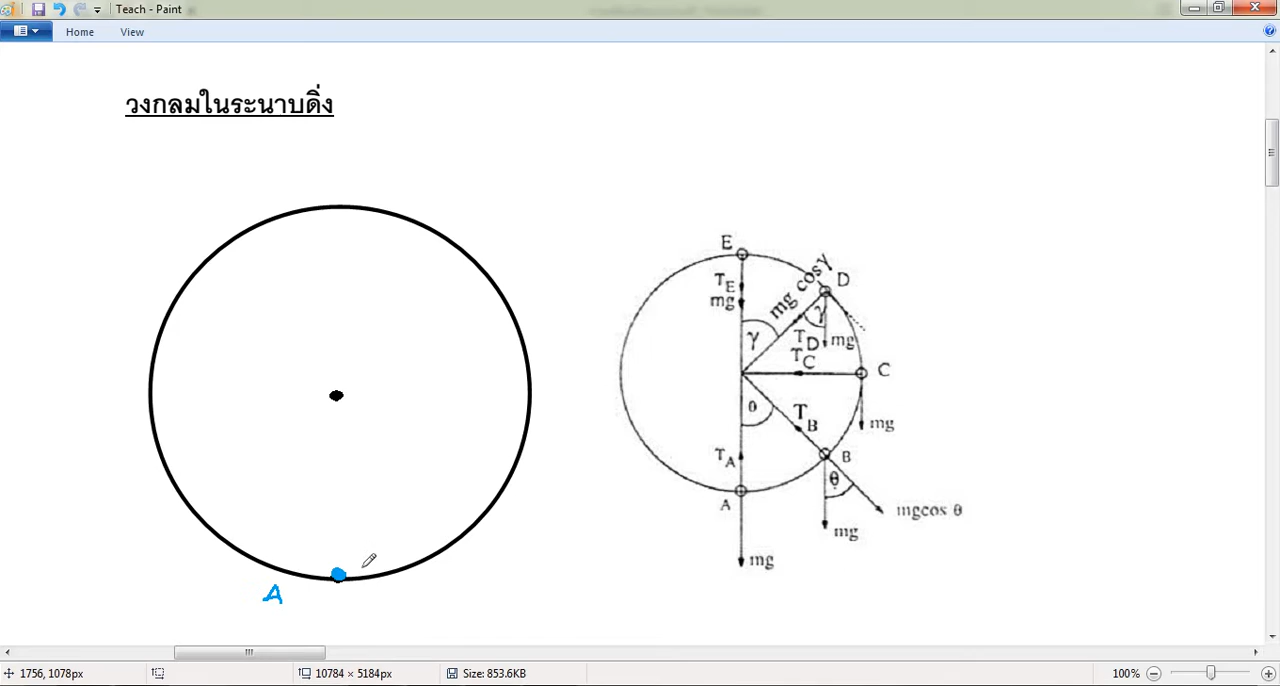 Teach - Paint
Home View
วงกลมในระนาบดิ่ง
A
E
T_E
mg
mg cosγ
D
γ
γ
T_D
mg
T_C
C
mg
θ
T_B
B
θ
T_A
A
mgcos θ
mg
mg
1756, 1078px
10784 × 5184px
Size: 853.6KB
100%